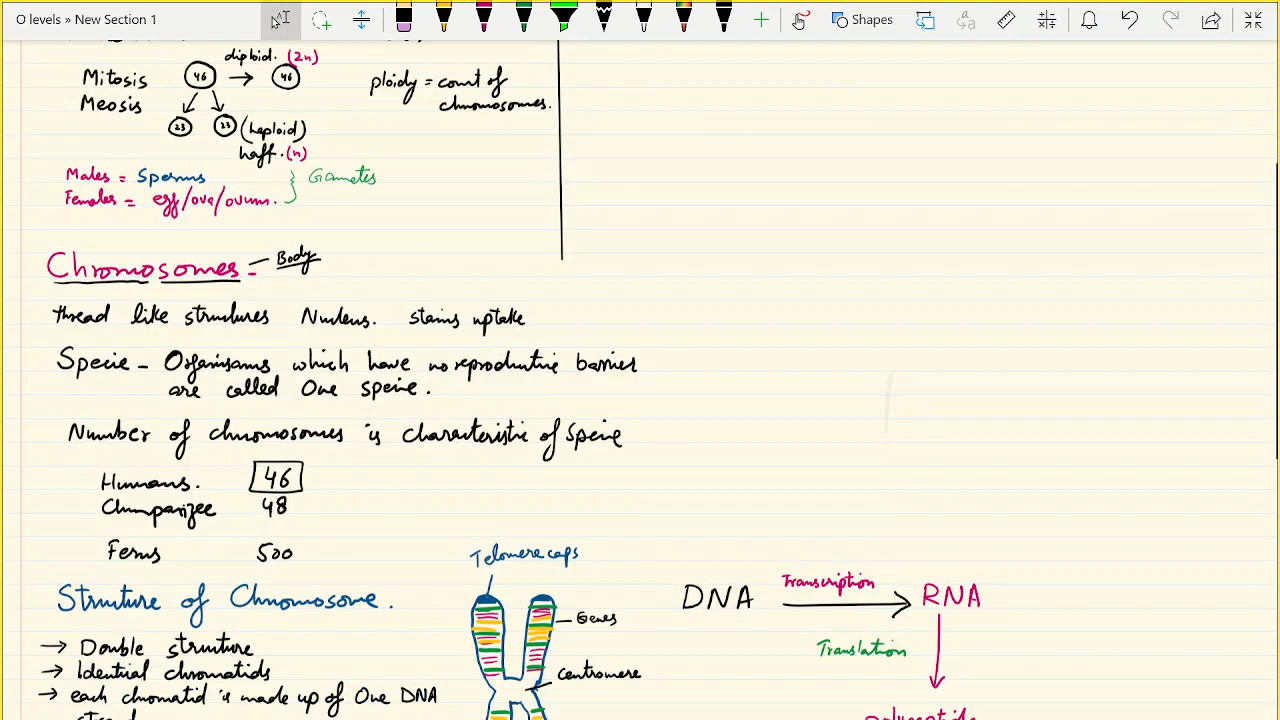 O levels » New Section 1
Shapes
diploid. (2n)
Mitosis 46 → 46
Meosis
23 23 (haploid)
haff. (n)
ploidy = count of
chromosomes.
Males = Sperms
Females = egg/ova/ovum.
Gametes
Chromosomes - Body
thread like structures Nucleus. stains uptake
Specie - Organisams which have no reproductive barrier
are called One specie.
Number of chromosomes is characteristic of Specie
Humans. 46
Chimpanzee 48
Ferns 500
Telomere caps
Structure of Chromosome.
Genes
DNA Transcription RNA
→ Double structure
Translation
→ Identical chromatids
centromere
→ each chromatid is made up of One DNA